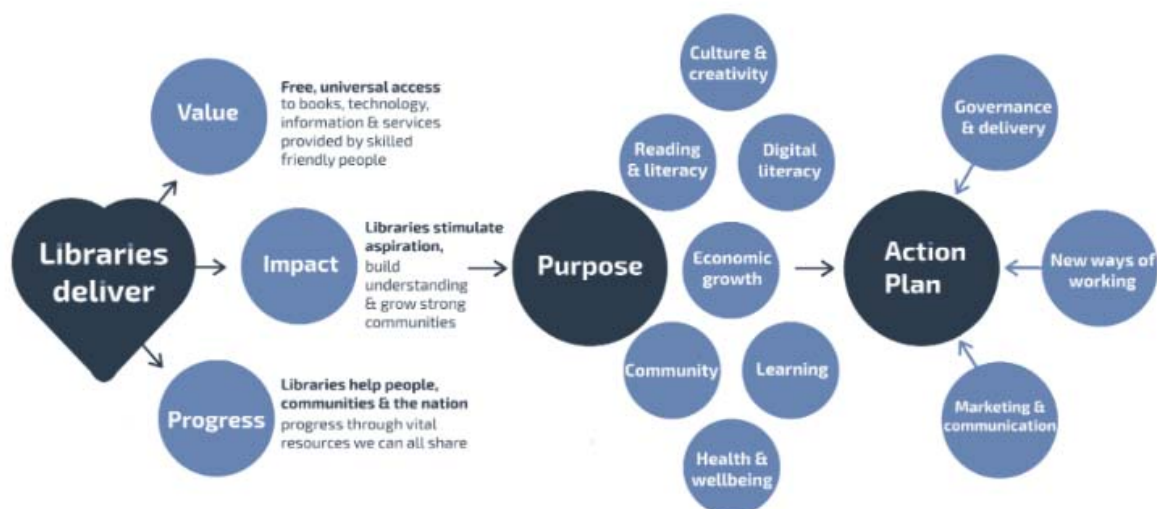 Libraries
deliver
Value
Free, universal access
to books, technology,
information & services
provided by skilled
friendly people
Impact
Libraries stimulate
aspiration,
build
understanding
& grow strong
communities
Progress
Libraries help people,
communities & the nation
progress through vital
resources we can all share
Purpose
Culture &
creativity
Reading
& literacy
Digital
literacy
Economic
growth
Community
Learning
Health &
wellbeing
Action
Plan
Governance
& delivery
New ways of
working
Marketing &
communication